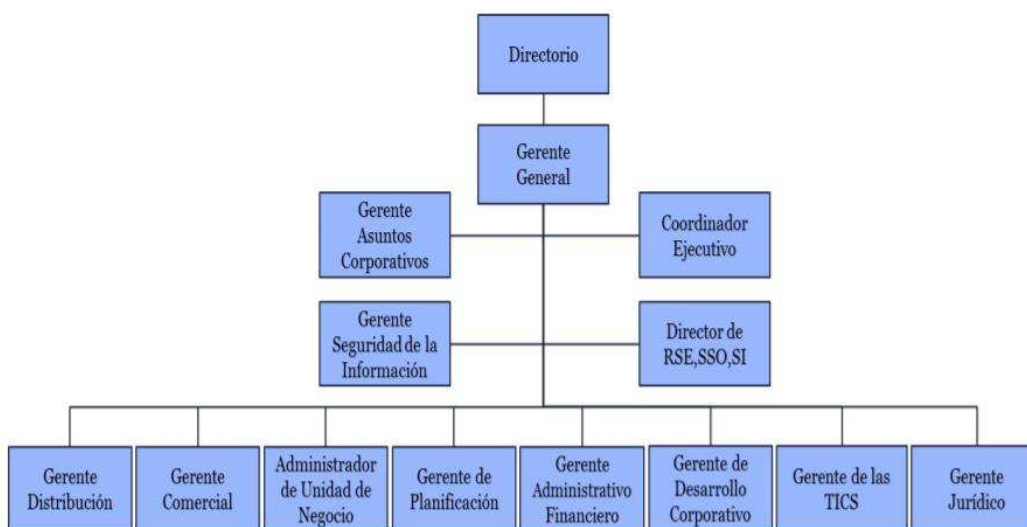 Directorio
Gerente
General
Gerente
Asuntos
Corporativos
Coordinador
Ejecutivo
Gerente
Seguridad de la
Información
Director de
RSE,SSO,SI
Gerente
Distribución
Gerente
Comercial
Administrador
de Unidad de
Negocio
Gerente de
Planificación
Gerente
Administrativo
Financiero
Gerente de
Desarrollo
Corporativo
Gerente de las
TICS
Gerente
Jurídico